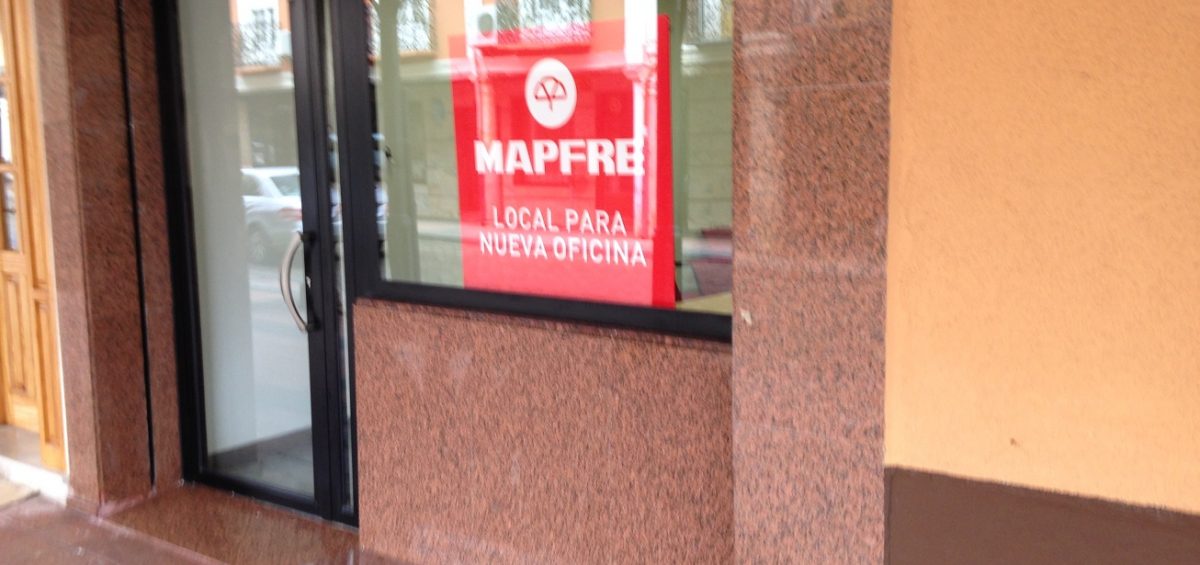 MAPFRE
LOCAL PARA
NUEVA OFICINA